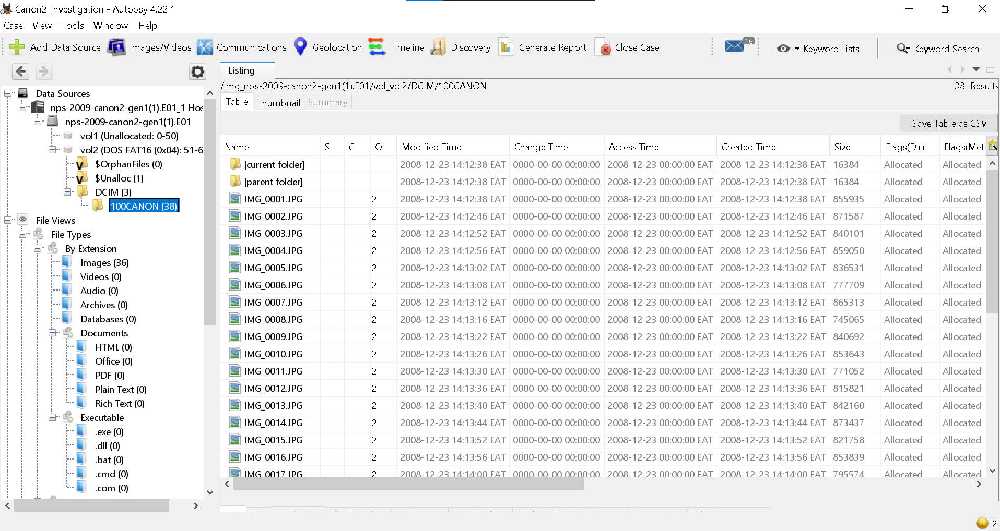 Canon2_Investigation - Autopsy 4.22.1
Case View Tools Window Help
Add Data Source Images/Videos Communications Geolocation Timeline Discovery Generate Report Close Case 16 Keyword Lists Keyword Search
Listing
/img_nps-2009-canon2-gen1(1).E01/vol_vol2/DCIM/100CANON 38 Results
Table Thumbnail Summary
Save Table as CSV
Data Sources
nps-2009-canon2-gen1(1).E01_1 Hos
nps-2009-canon2-gen1(1).E01
vol1 (Unallocated: 0-50)
vol2 (DOS FAT16 (0x04): 51-6
$OrphanFiles (0)
$Unalloc (1)
DCIM (3)
100CANON (38)
File Views
File Types
By Extension
Images (36)
Videos (0)
Audio (0)
Archives (0)
Databases (0)
Documents
HTML (0)
Office (0)
PDF (0)
Plain Text (0)
Rich Text (0)
Executable
.exe (0)
.dll (0)
.bat (0)
.cmd (0)
.com (0)
Name S C O Modified Time Change Time Access Time Created Time Size Flags(Dir) Flags(Met
[current folder] 2008-12-23 14:12:38 EAT 0000-00-00 00:00:00 2008-12-23 00:00:00 EAT 2008-12-23 14:12:38 EAT 16384 Allocated Allocated
[parent folder] 2008-12-23 14:12:38 EAT 0000-00-00 00:00:00 2008-12-23 00:00:00 EAT 2008-12-23 14:12:38 EAT 16384 Allocated Allocated
IMG_0001.JPG 2 2008-12-23 14:12:38 EAT 0000-00-00 00:00:00 2008-12-23 00:00:00 EAT 2008-12-23 14:12:38 EAT 855935 Allocated Allocated
IMG_0002.JPG 2 2008-12-23 14:12:46 EAT 0000-00-00 00:00:00 2008-12-23 00:00:00 EAT 2008-12-23 14:12:46 EAT 871587 Allocated Allocated
IMG_0003.JPG 2 2008-12-23 14:12:52 EAT 0000-00-00 00:00:00 2008-12-23 00:00:00 EAT 2008-12-23 14:12:52 EAT 840101 Allocated Allocated
IMG_0004.JPG 2 2008-12-23 14:12:56 EAT 0000-00-00 00:00:00 2008-12-23 00:00:00 EAT 2008-12-23 14:12:56 EAT 859050 Allocated Allocated
IMG_0005.JPG 2 2008-12-23 14:13:02 EAT 0000-00-00 00:00:00 2008-12-23 00:00:00 EAT 2008-12-23 14:13:02 EAT 836531 Allocated Allocated
IMG_0006.JPG 2 2008-12-23 14:13:08 EAT 0000-00-00 00:00:00 2008-12-23 00:00:00 EAT 2008-12-23 14:13:08 EAT 777709 Allocated Allocated
IMG_0007.JPG 2 2008-12-23 14:13:12 EAT 0000-00-00 00:00:00 2008-12-23 00:00:00 EAT 2008-12-23 14:13:12 EAT 865313 Allocated Allocated
IMG_0008.JPG 2 2008-12-23 14:13:16 EAT 0000-00-00 00:00:00 2008-12-23 00:00:00 EAT 2008-12-23 14:13:16 EAT 745065 Allocated Allocated
IMG_0009.JPG 2 2008-12-23 14:13:22 EAT 0000-00-00 00:00:00 2008-12-23 00:00:00 EAT 2008-12-23 14:13:22 EAT 840692 Allocated Allocated
IMG_0010.JPG 2 2008-12-23 14:13:26 EAT 0000-00-00 00:00:00 2008-12-23 00:00:00 EAT 2008-12-23 14:13:26 EAT 853643 Allocated Allocated
IMG_0011.JPG 2 2008-12-23 14:13:30 EAT 0000-00-00 00:00:00 2008-12-23 00:00:00 EAT 2008-12-23 14:13:30 EAT 771052 Allocated Allocated
IMG_0012.JPG 2 2008-12-23 14:13:36 EAT 0000-00-00 00:00:00 2008-12-23 00:00:00 EAT 2008-12-23 14:13:36 EAT 815821 Allocated Allocated
IMG_0013.JPG 2 2008-12-23 14:13:40 EAT 0000-00-00 00:00:00 2008-12-23 00:00:00 EAT 2008-12-23 14:13:40 EAT 842160 Allocated Allocated
IMG_0014.JPG 2 2008-12-23 14:13:44 EAT 0000-00-00 00:00:00 2008-12-23 00:00:00 EAT 2008-12-23 14:13:44 EAT 873437 Allocated Allocated
IMG_0015.JPG 2 2008-12-23 14:13:52 EAT 0000-00-00 00:00:00 2008-12-23 00:00:00 EAT 2008-12-23 14:13:52 EAT 821758 Allocated Allocated
IMG_0016.JPG 2 2008-12-23 14:13:56 EAT 0000-00-00 00:00:00 2008-12-23 00:00:00 EAT 2008-12-23 14:13:56 EAT 853839 Allocated Allocated
IMG_0017.JPG 2 2008-12-23 14:14:00 EAT 0000-00-00 00:00:00 2008-12-23 00:00:00 EAT 2008-12-23 14:14:00 EAT 795574 Allocated Allocated
2